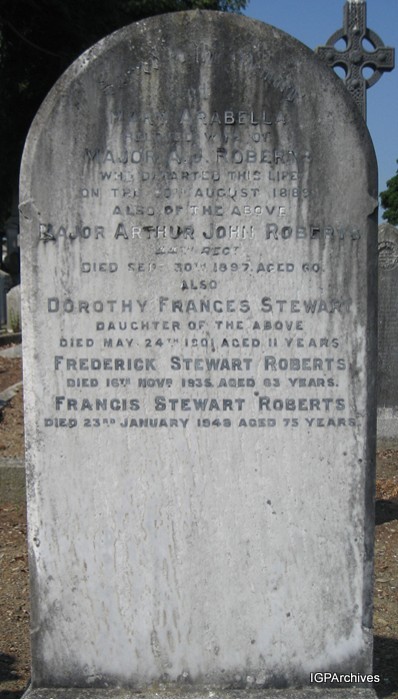 ARABELLA
WIFE OF
MAJOR A.J. ROBERTS
WHO DEPARTED THIS LIFE
ON THE AUGUST
ALSO OF THE ABOVE
MAJOR ARTHUR JOHN ROBERTS
REGT
DIED SEPT 30TH 1897. AGED 60.
ALSO
DOROTHY FRANCES STEWART
DAUGHTER OF THE ABOVE
DIED MAY 24TH 1901, AGED 11 YEARS
FREDERICK STEWART ROBERTS
DIED 16TH NOVR 1935. AGED 63 YEARS.
FRANCIS STEWART ROBERTS
DIED 23RD JANUARY 1949 AGED 75 YEARS.
IGPArchives